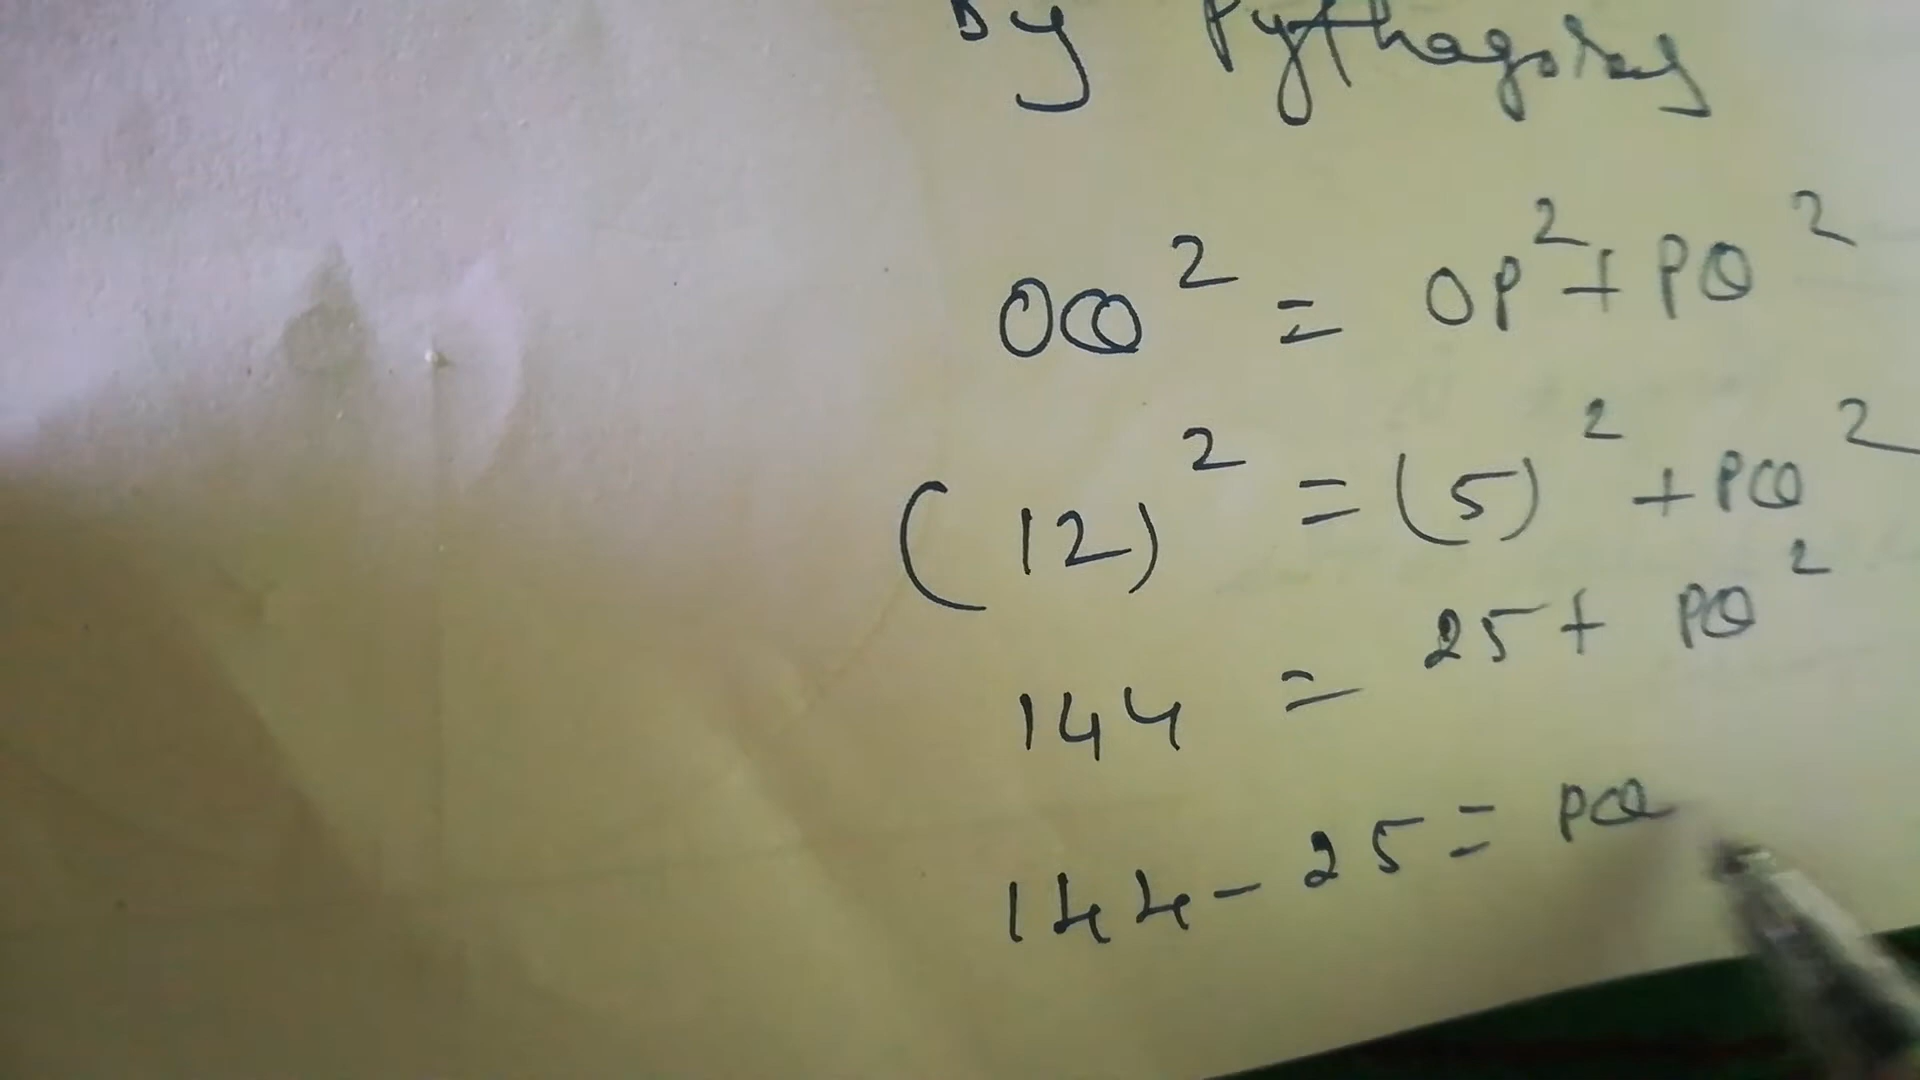 By Pythagoras
OQ² = OP² + PQ²
(12)² = (5)² + PQ²
144 = 25 + PQ²
144 - 25 = PQ